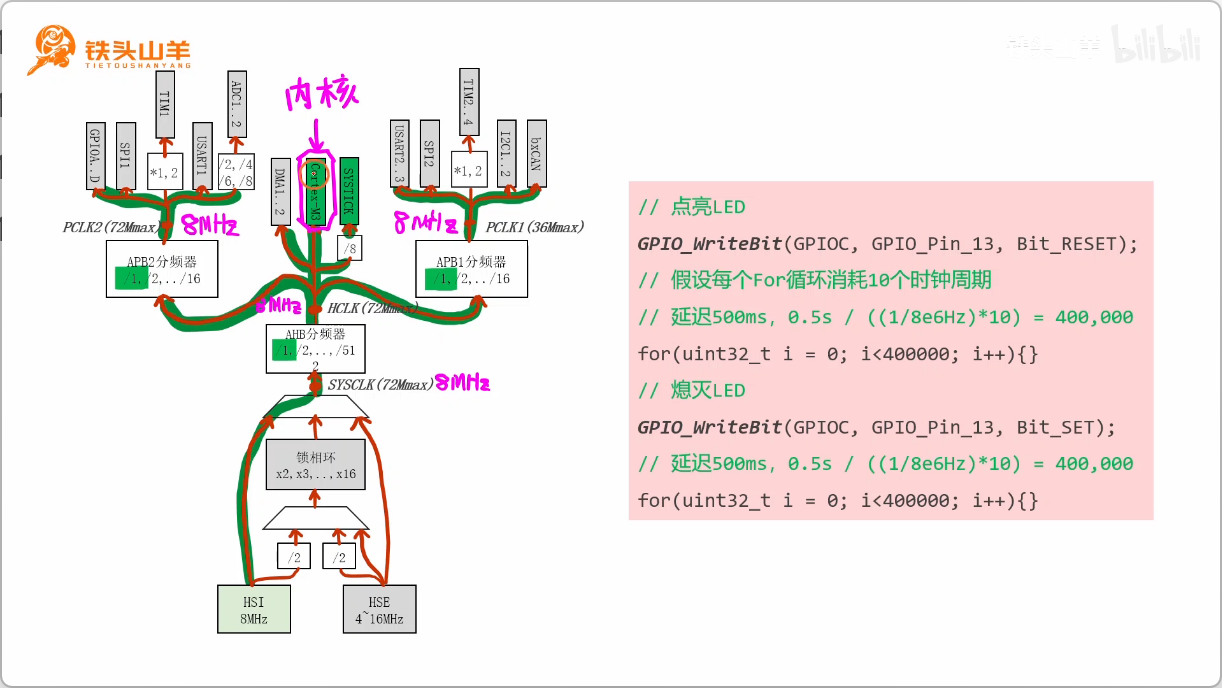 铁头山羊
TIETOUSHANYANG
bilibili
内核
GPIOA..D
SPI1
TIM1
*1,2
USART1
ADC1..2
/2,/4
/6,/8
DMA1..2
Cortex-M3
SYSTICK
/8
USART2..3
SPI2
TIM2..4
*1,2
I2C1..2
bxCAN
PCLK2(72Mmax)
8MHz
8MHz
PCLK1(36Mmax)
APB2分频器
/1,/2,../16
APB1分频器
/1,/2,../16
8MHz
HCLK(72Mmax)
AHB分频器
/1,/2,..,/51
2
SYSCLK(72Mmax)
8MHz
锁相环
x2,x3,..,x16
/2
/2
HSI
8MHz
HSE
4~16MHz
// 点亮LED
GPIO_WriteBit(GPIOC, GPIO_Pin_13, Bit_RESET);
// 假设每个For循环消耗10个时钟周期
// 延迟500ms，0.5s / ((1/8e6Hz)*10) = 400,000
for(uint32_t i = 0; i<400000; i++){}
// 熄灭LED
GPIO_WriteBit(GPIOC, GPIO_Pin_13, Bit_SET);
// 延迟500ms，0.5s / ((1/8e6Hz)*10) = 400,000
for(uint32_t i = 0; i<400000; i++){}